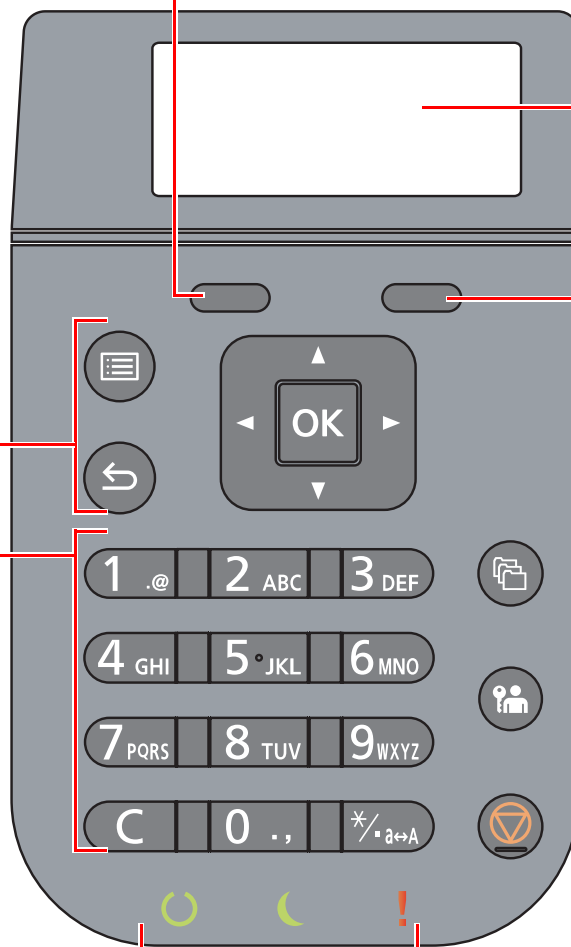 OK
1 .@ 2 ABC 3 DEF
4 GHI 5 JKL 6 MNO
7 PQRS 8 TUV 9 WXYZ
C 0 ., */. a↔A
!